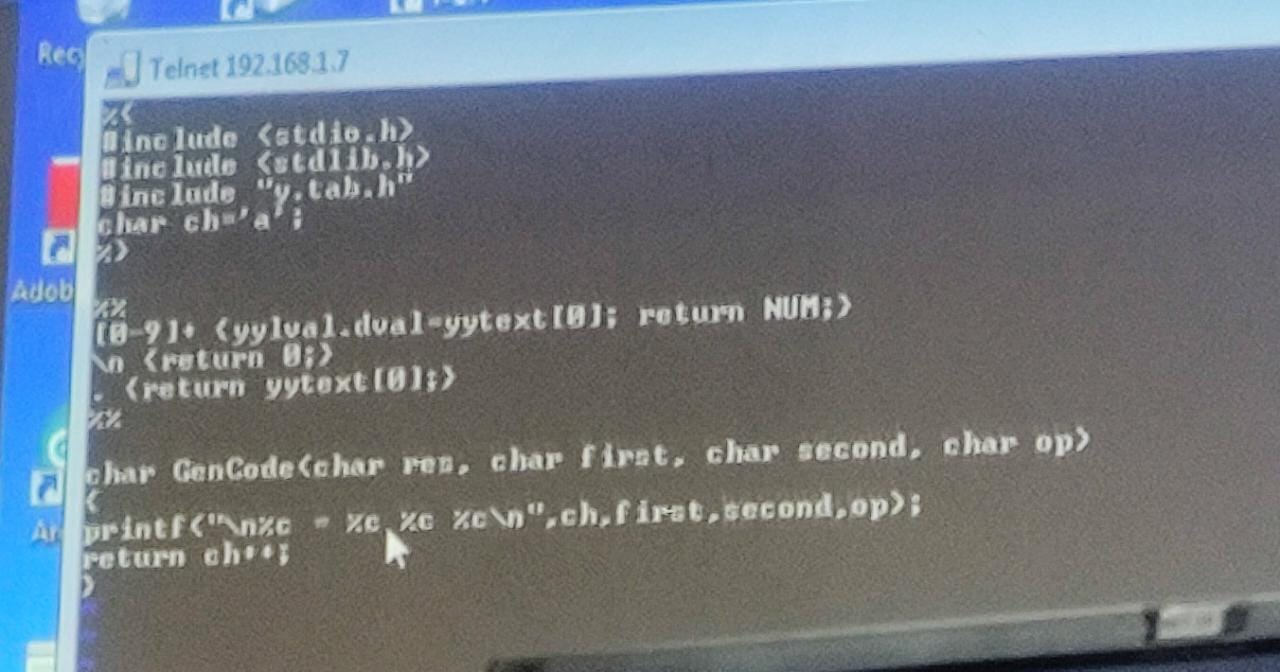 Recy
Telnet 192.168.1.7
%{
#include <stdio.h>
#include <stdlib.h>
#include "y.tab.h"
char ch='a';
%}
Adob
%%
[0-9]+ {yylval.dval=yytext[0]; return NUM;}
\n {return 0;}
. {return yytext[0];}
%%
char GenCode(char res, char first, char second, char op)
{
printf("\n%c = %c %c %c\n",ch,first,second,op);
return ch++;
}